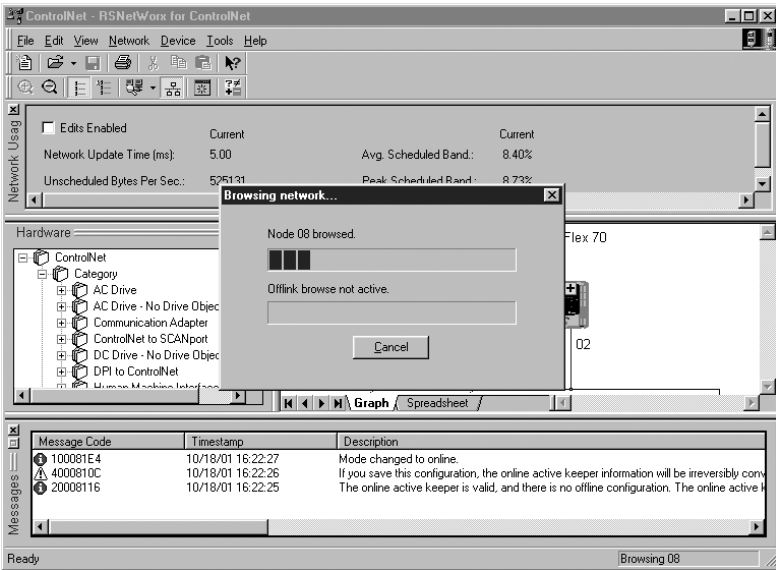 ControlNet - RSNetWorx for ControlNet
File Edit View Network Device Tools Help
Network Usag
Edits Enabled
Current
Current
Network Update Time (ms): 5.00 Avg. Scheduled Band.: 8.40%
Unscheduled Bytes Per Sec.: 525131 Peak Scheduled Band.: 8.73%
Browsing network...
Node 08 browsed.
Offlink browse not active.
Cancel
Hardware
ControlNet
Category
AC Drive
AC Drive - No Drive Objec
Communication Adapter
ControlNet to SCANport
DC Drive - No Drive Objec
DPI to ControlNet
Human Machine Interface
Flex 70
02
Graph Spreadsheet
Messages
Message Code Timestamp Description
100081E4 10/18/01 16:22:27 Mode changed to online.
4000810C 10/18/01 16:22:26 If you save this configuration, the online active keeper information will be irreversibly conv
20008116 10/18/01 16:22:25 The online active keeper is valid, and there is no offline configuration. The online active k
Ready Browsing 08